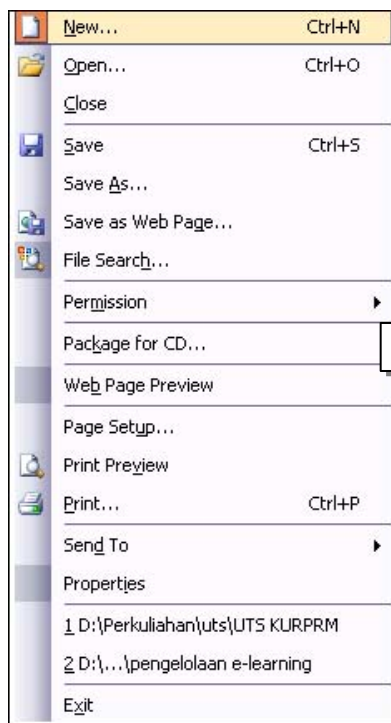 New... Ctrl+N
Open... Ctrl+O
Close
Save Ctrl+S
Save As...
Save as Web Page...
File Search...
Permission
Package for CD...
Web Page Preview
Page Setup...
Print Preview
Print... Ctrl+P
Send To
Properties
1 D:\Perkuliahan\uts\UTS KURPRM
2 D:\...\pengelolaan e-learning
Exit